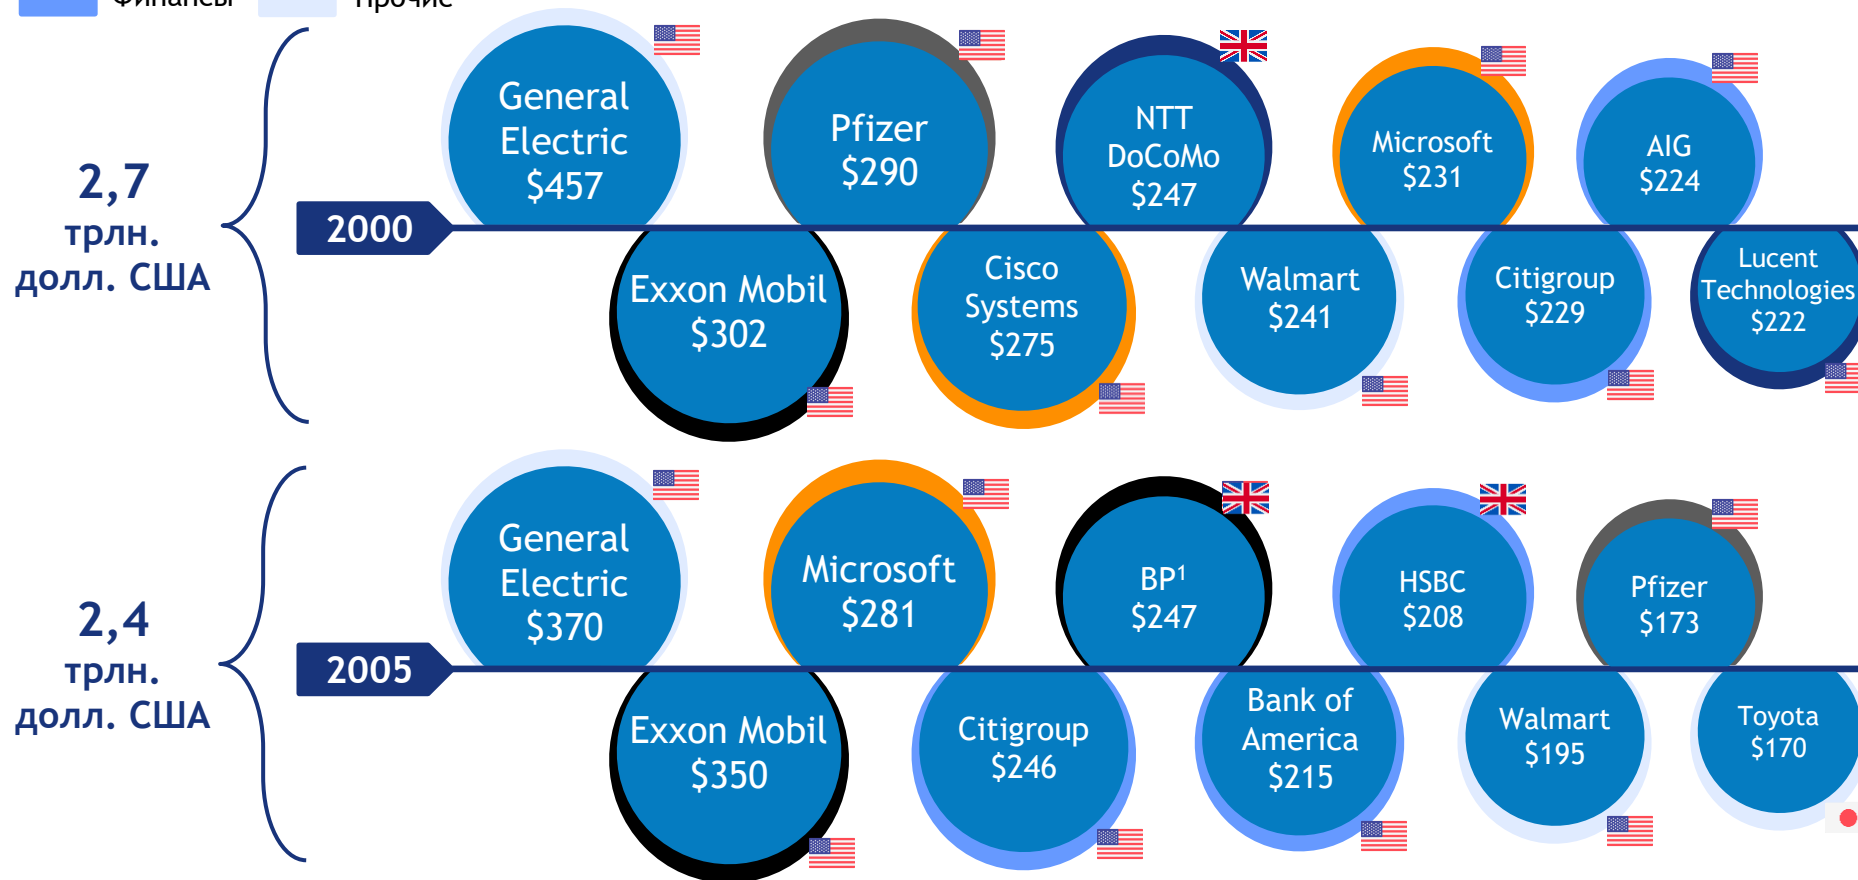 Финансы
Прочие
2,7
трлн.
долл. США
2000
General
Electric
$457
Pfizer
$290
NTT
DoCoMo
$247
Microsoft
$231
AIG
$224
Exxon Mobil
$302
Cisco
Systems
$275
Walmart
$241
Citigroup
$229
Lucent
Technologies
$222
2,4
трлн.
долл. США
2005
General
Electric
$370
Microsoft
$281
BP¹
$247
HSBC
$208
Pfizer
$173
Exxon Mobil
$350
Citigroup
$246
Bank of
America
$215
Walmart
$195
Toyota
$170